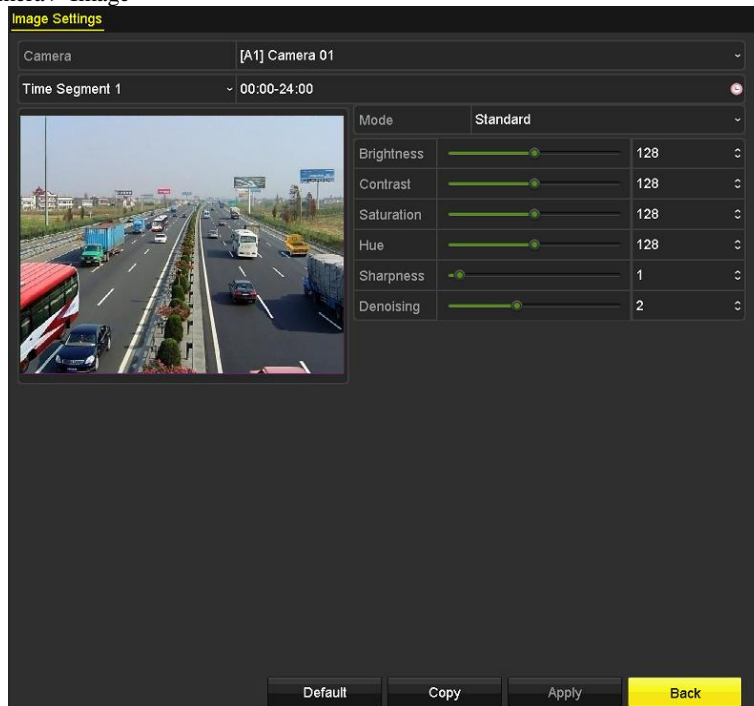 Image Settings
Camera [A1] Camera 01
Time Segment 1 00:00-24:00
Mode Standard
Brightness 128
Contrast 128
Saturation 128
Hue 128
Sharpness 1
Denoising 2
Default Copy Apply Back